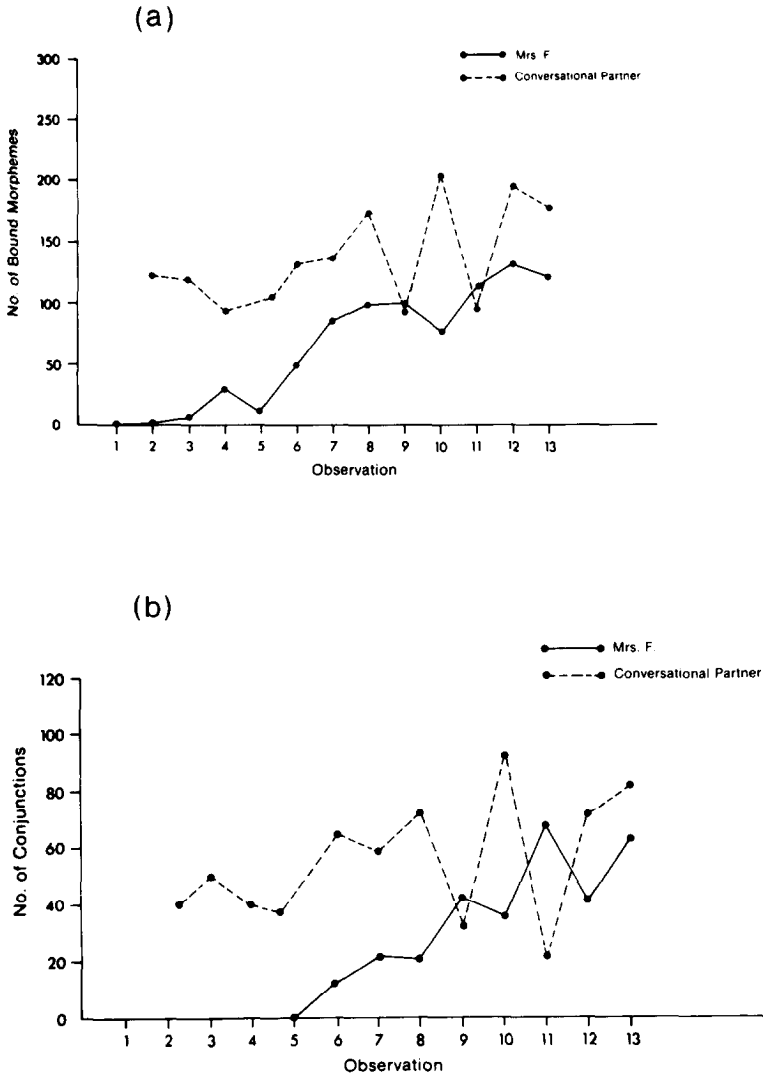 (a)
Mrs. F
Conversational Partner
300
250
200
150
100
50
0
No. of Bound Morphemes
1 2 3 4 5 6 7 8 9 10 11 12 13
Observation
(b)
Mrs. F.
Conversational Partner
120
100
80
60
40
20
0
No. of Conjunctions
1 2 3 4 5 6 7 8 9 10 11 12 13
Observation